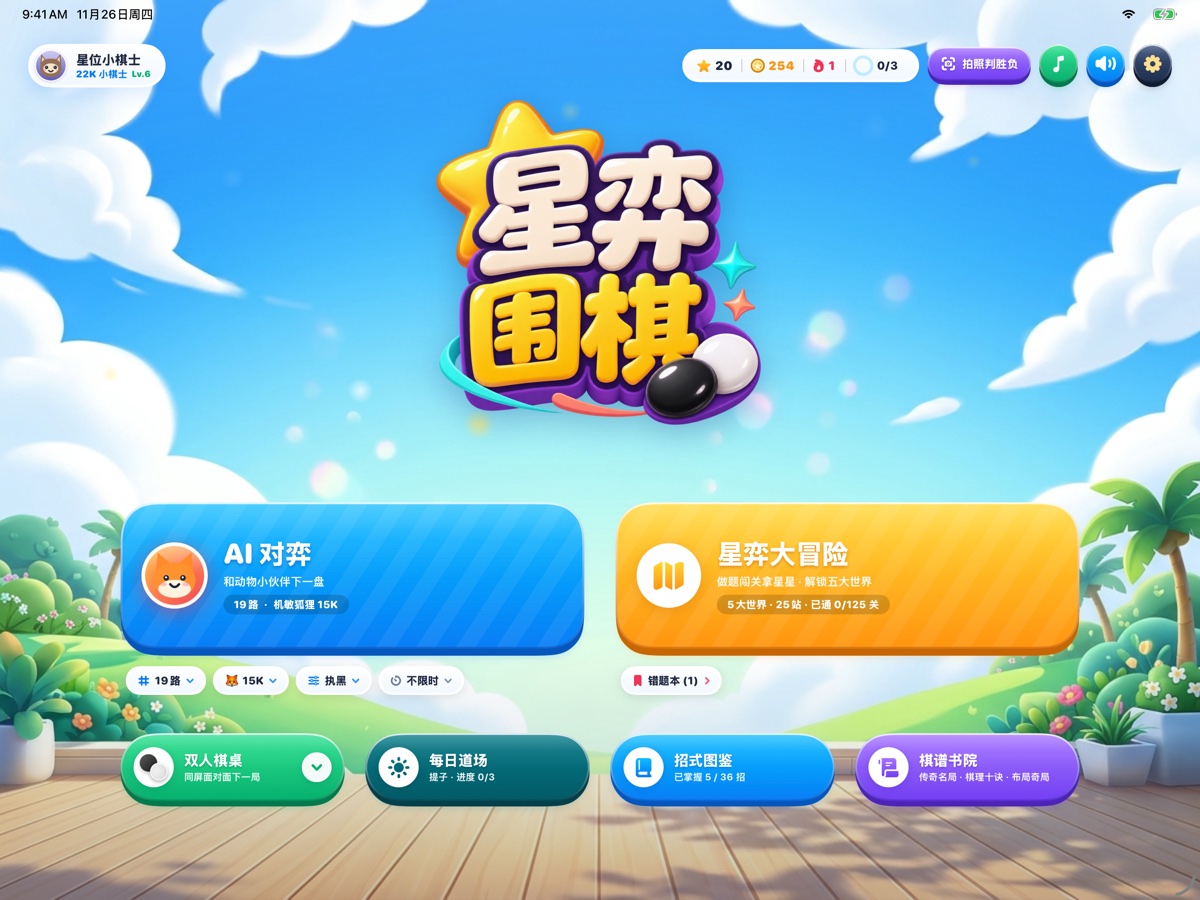 9:41AM 11月26日周四
星位小棋士
22K 小棋士 Lv.6
20 254 1 0/3
拍照判胜负
星弈
围棋
AI 对弈
和动物小伙伴下一盘
19路 · 机敏狐狸 15K
星弈大冒险
做题闯关拿星星 · 解锁五大世界
5大世界 · 25站 · 已通 0/125 关
19路
15K
执黑
不限时
错题本 (1)
双人棋桌
同屏面对面下一局
每日道场
提子 · 进度 0/3
招式图鉴
已掌握 5 / 36 招
棋谱书院
传奇名局 · 棋理十诀 · 布局奇局